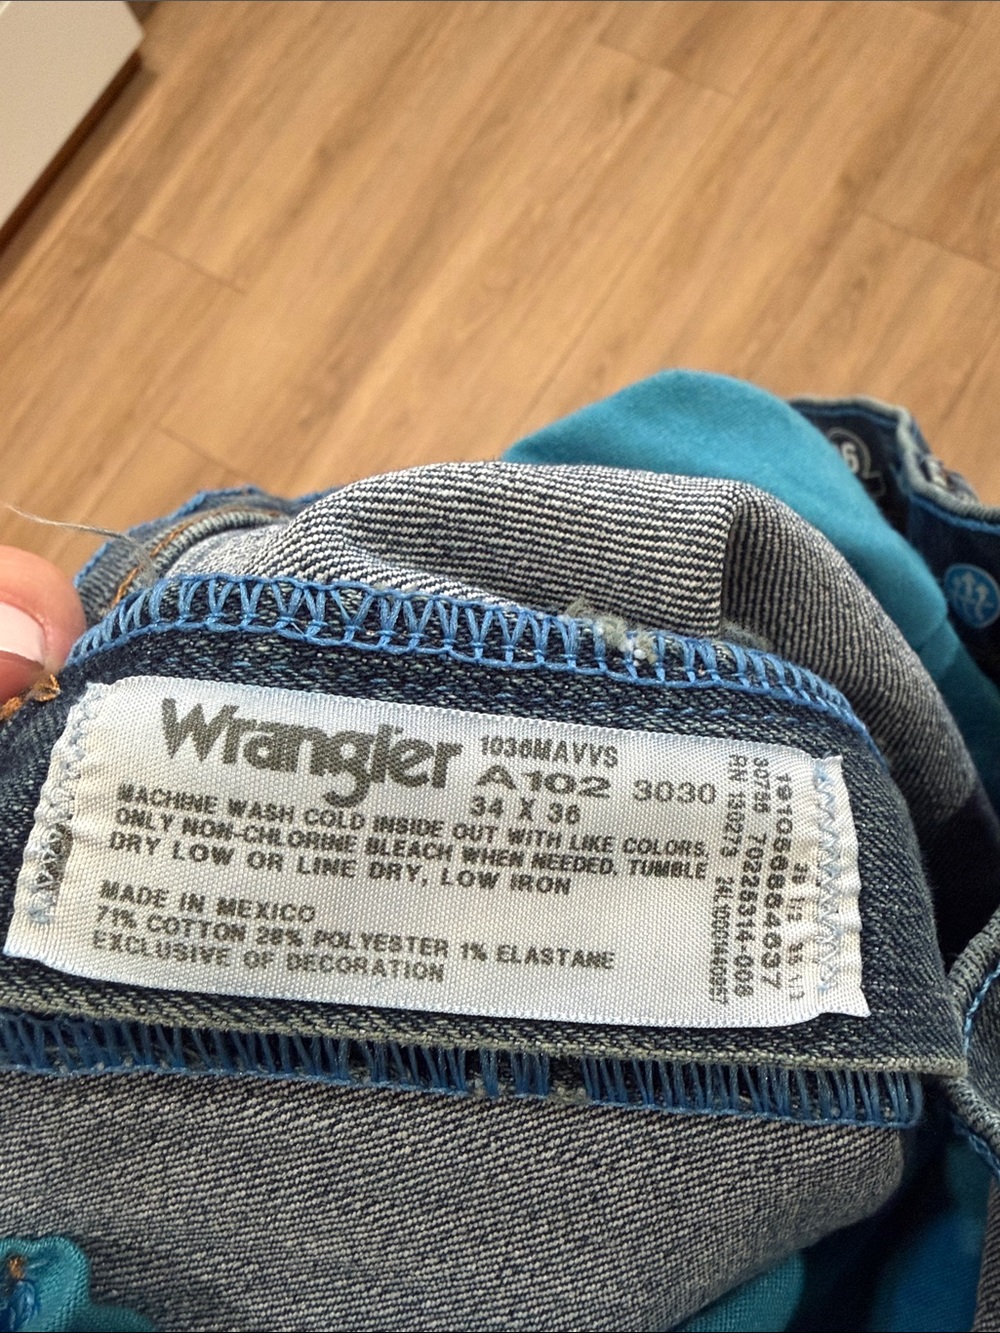 Wrangler
1036MAVVS
A102 3030
34 X 36
MACHINE WASH COLD INSIDE OUT WITH LIKE COLORS,
ONLY NON-CHLORINE BLEACH WHEN NEEDED, TUMBLE
DRY LOW OR LINE DRY, LOW IRON
MADE IN MEXICO
71% COTTON 28% POLYESTER 1% ELASTANE
EXCLUSIVE OF DECORATION
RN 130273